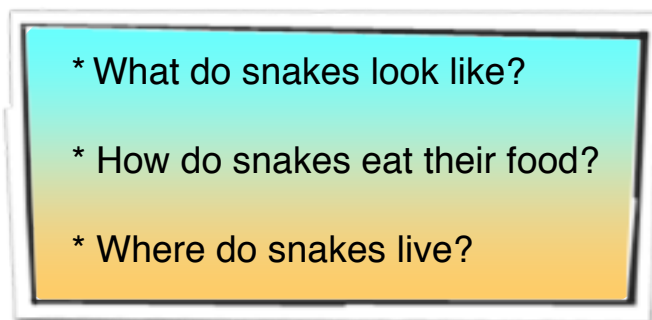 * What do snakes look like?
* How do snakes eat their food?
* Where do snakes live?